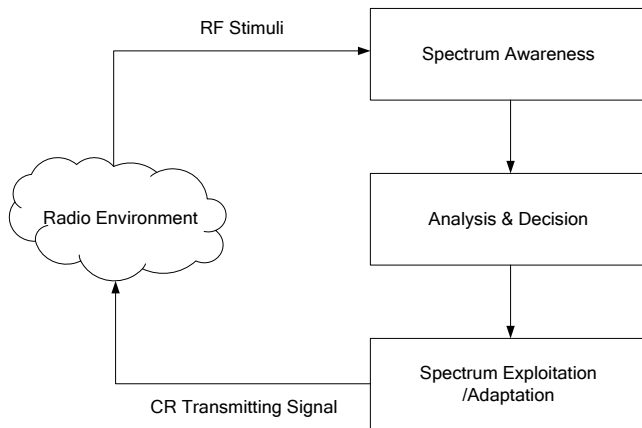 RF Stimuli
Spectrum Awareness
Radio Environment
Analysis & Decision
Spectrum Exploitation
/Adaptation
CR Transmitting Signal